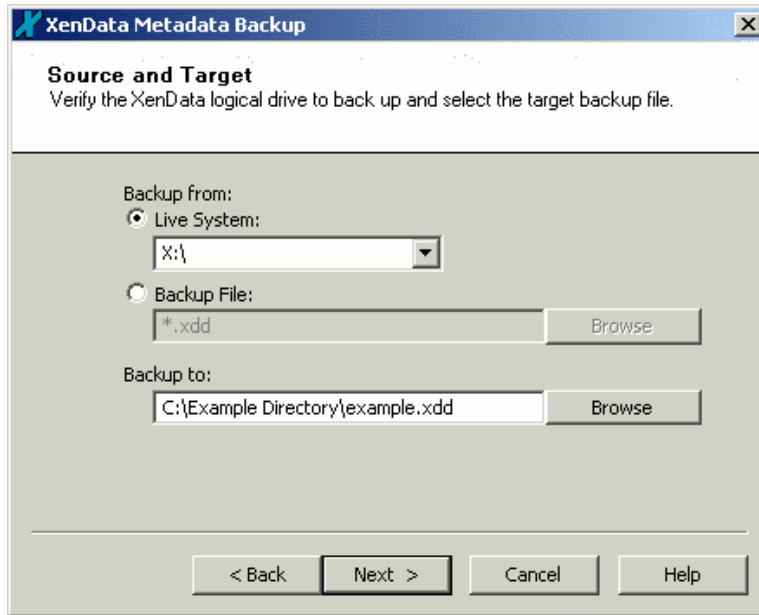 XenData Metadata Backup
Source and Target
Verify the XenData logical drive to back up and select the target backup file.
Backup from:
Live System:
X:\
Backup File:
*.xdd Browse
Backup to:
C:\Example Directory\example.xdd Browse
< Back Next > Cancel Help